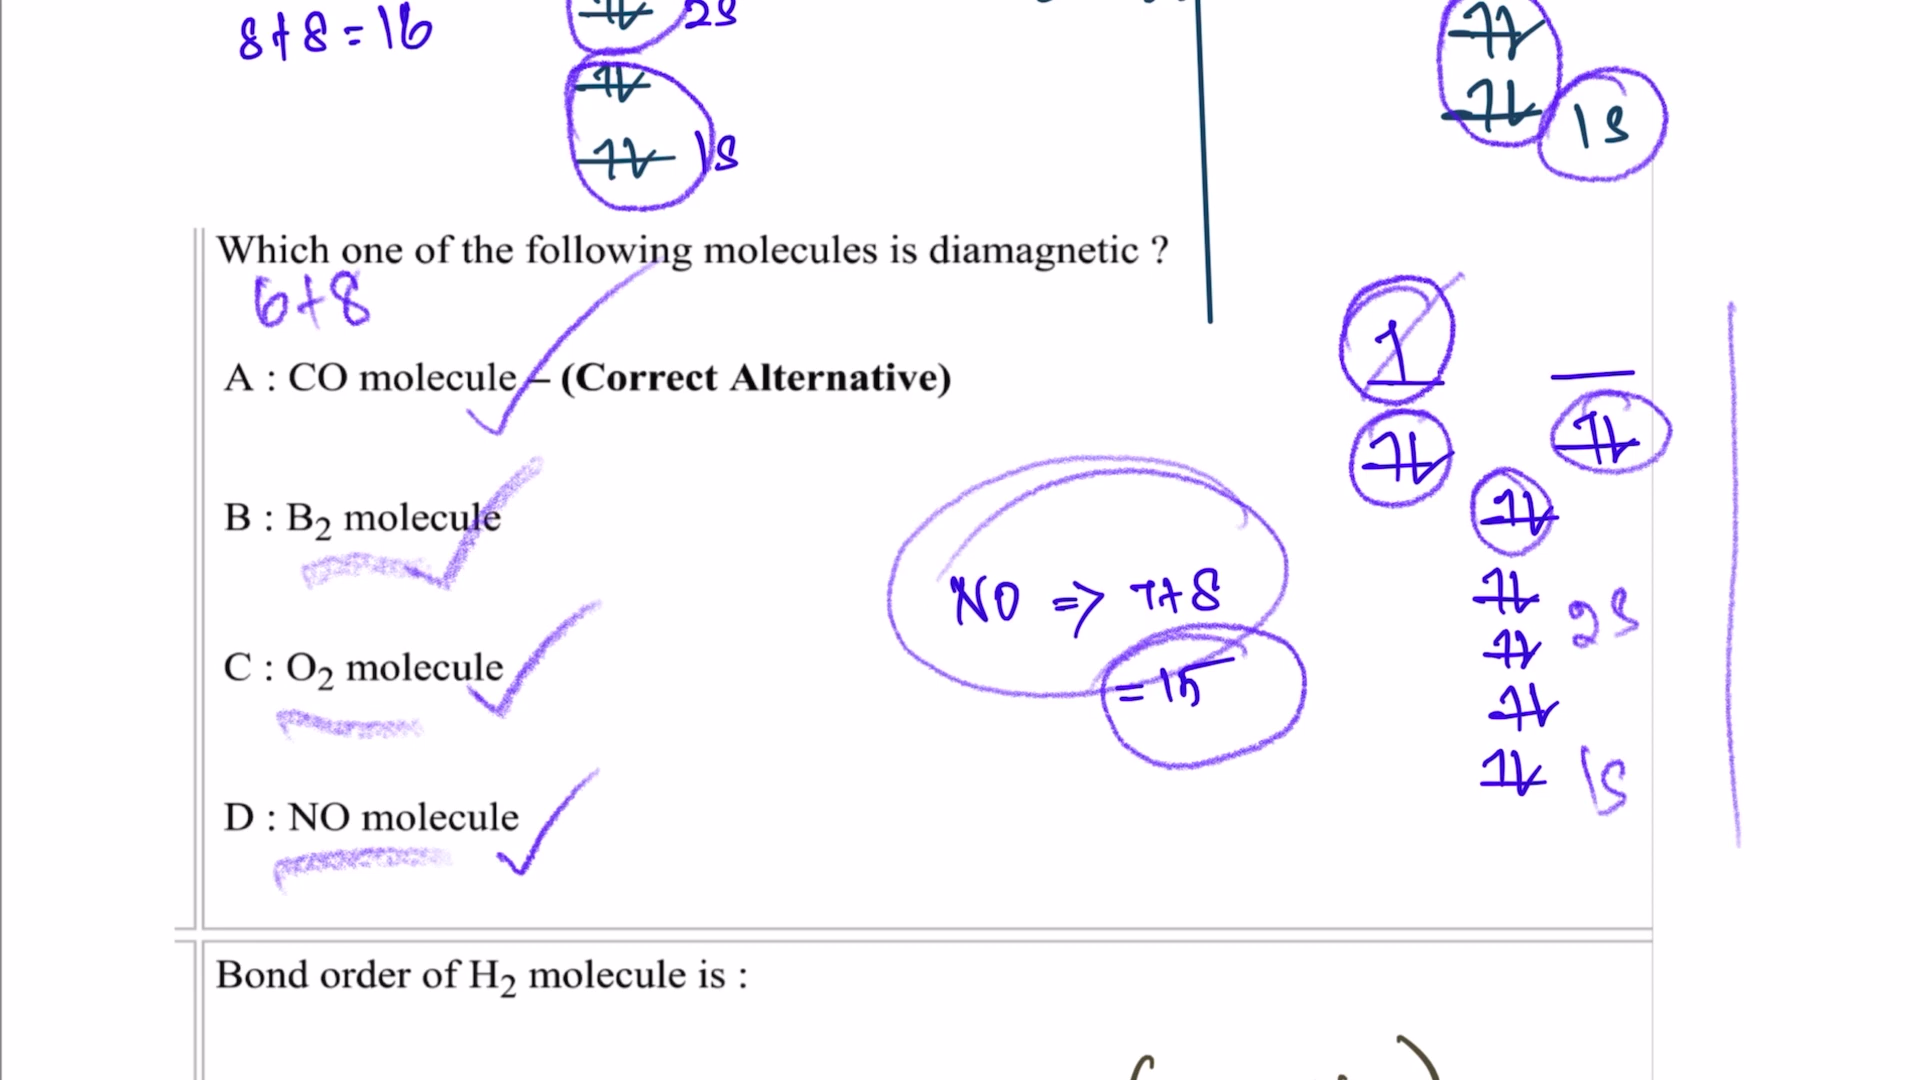 8+8=16
2S
1S
1S
Which one of the following molecules is diamagnetic ?
6+8
A : CO molecule – (Correct Alternative)
B : B₂ molecule
C : O₂ molecule
D : NO molecule
NO => 7+8
= 15
1
2S
1S
Bond order of H₂ molecule is :